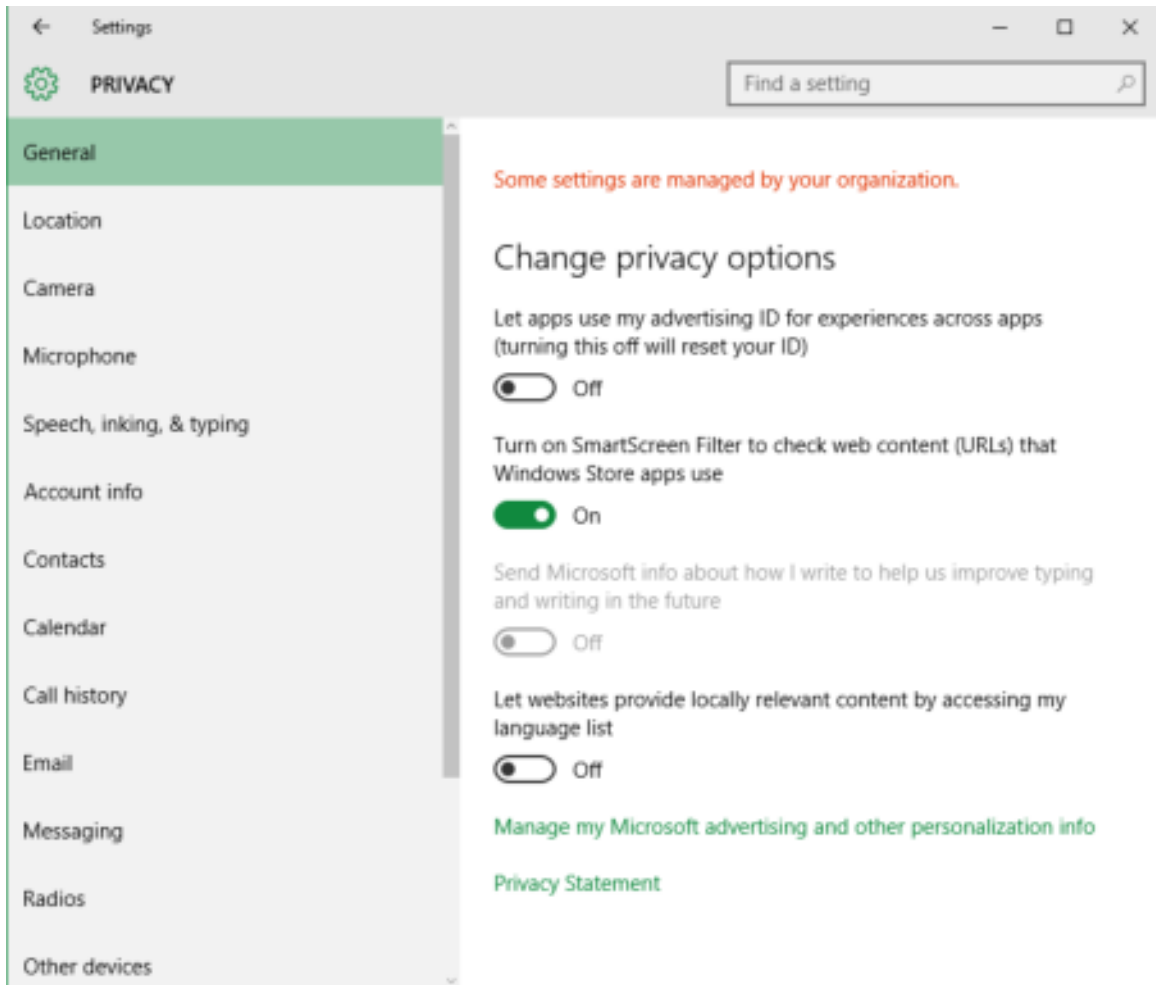 Settings
PRIVACY
Find a setting
General
Location
Camera
Microphone
Speech, inking, & typing
Account info
Contacts
Calendar
Call history
Email
Messaging
Radios
Other devices
Some settings are managed by your organization.
Change privacy options
Let apps use my advertising ID for experiences across apps
(turning this off will reset your ID)
Off
Turn on SmartScreen Filter to check web content (URLs) that
Windows Store apps use
On
Send Microsoft info about how I write to help us improve typing
and writing in the future
Off
Let websites provide locally relevant content by accessing my
language list
Off
Manage my Microsoft advertising and other personalization info
Privacy Statement